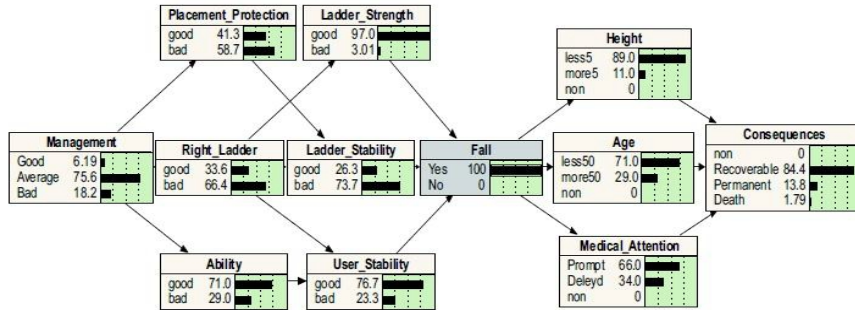 Placement_Protection
good 41.3
bad 58.7
Ladder_Strength
good 97.0
bad 3.01
Height
less5 89.0
more5 11.0
non 0
Management
Good 6.19
Average 75.6
Bad 18.2
Right_Ladder
good 33.6
bad 66.4
Ladder_Stability
good 26.3
bad 73.7
Fall
Yes 100
No 0
Age
less50 71.0
more50 29.0
non 0
Consequences
non 0
Recoverable 84.4
Permanent 13.8
Death 1.79
Ability
good 71.0
bad 29.0
User_Stability
good 76.7
bad 23.3
Medical_Attention
Prompt 66.0
Deleyd 34.0
non 0